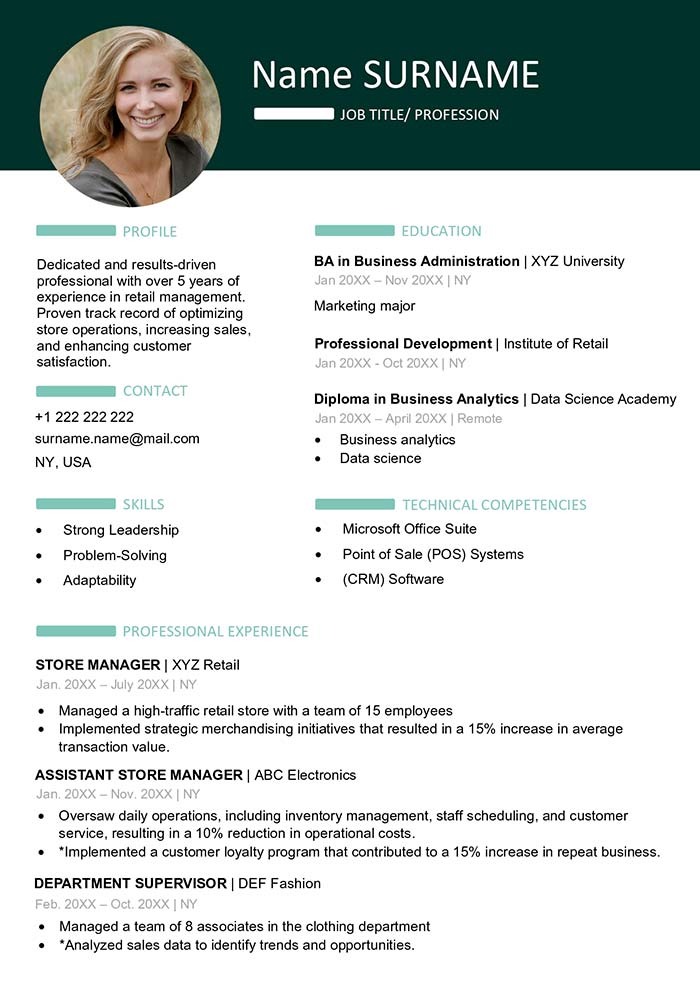 Name SURNAME
JOB TITLE/ PROFESSION
PROFILE
Dedicated and results-driven
professional with over 5 years of
experience in retail management.
Proven track record of optimizing
store operations, increasing sales,
and enhancing customer
satisfaction.
CONTACT
+1 222 222 222
surname.name@mail.com
NY, USA
EDUCATION
BA in Business Administration | XYZ University
Jan 20XX – Nov 20XX | NY
Marketing major
Professional Development | Institute of Retail
Jan 20XX - Oct 20XX | NY
Diploma in Business Analytics | Data Science Academy
Jan 20XX – April 20XX | Remote
• Business analytics
• Data science
SKILLS
• Strong Leadership
• Problem-Solving
• Adaptability
TECHNICAL COMPETENCIES
• Microsoft Office Suite
• Point of Sale (POS) Systems
• (CRM) Software
PROFESSIONAL EXPERIENCE
STORE MANAGER | XYZ Retail
Jan. 20XX – July 20XX | NY
• Managed a high-traffic retail store with a team of 15 employees
• Implemented strategic merchandising initiatives that resulted in a 15% increase in average
transaction value.
ASSISTANT STORE MANAGER | ABC Electronics
Jan. 20XX – Nov. 20XX | NY
• Oversaw daily operations, including inventory management, staff scheduling, and customer
service, resulting in a 10% reduction in operational costs.
• *Implemented a customer loyalty program that contributed to a 15% increase in repeat business.
DEPARTMENT SUPERVISOR | DEF Fashion
Feb. 20XX – Oct. 20XX | NY
• Managed a team of 8 associates in the clothing department
• *Analyzed sales data to identify trends and opportunities.